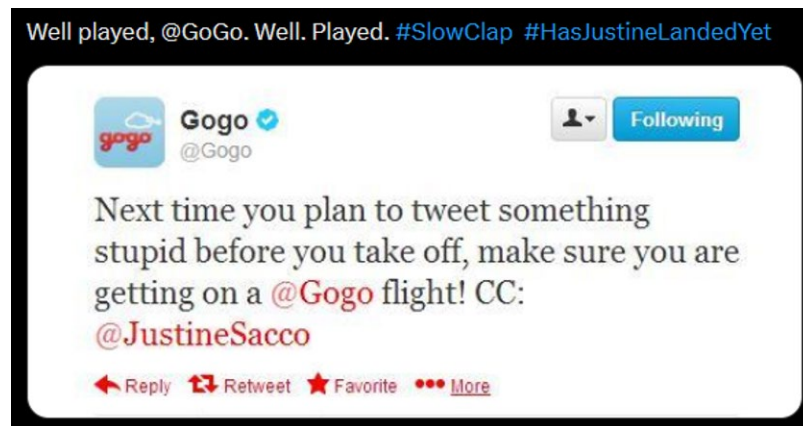 Well played, @GoGo. Well. Played. #SlowClap #HasJustineLandedYet
gogo
Gogo
@Gogo
Following
Next time you plan to tweet something
stupid before you take off, make sure you are
getting on a @Gogo flight! CC:
@JustineSacco
Reply Retweet Favorite More